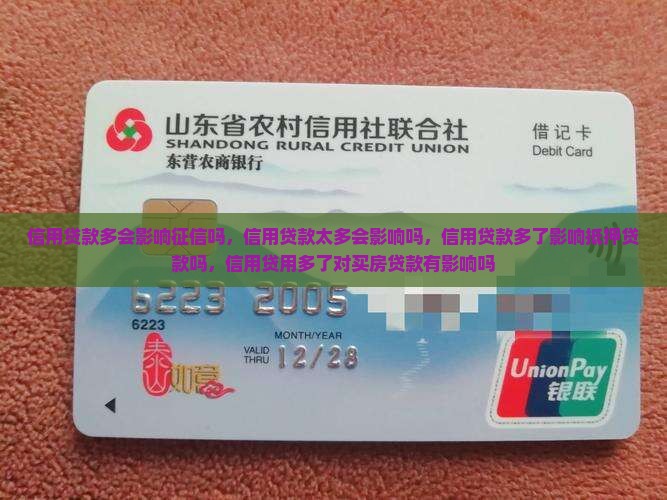 山东省农村信用社联合社
SHANDONG RURAL CREDIT UNION
东营农商银行
借记卡
Debit Card
信用贷款多会影响征信吗，信用贷款太多会影响吗，信用贷款多了影响抵押贷
款吗，信用贷用多了对买房贷款有影响吗
6223 2005
6223
MONTH/YEAR
VALID THRU 12/28
泰山如意
UnionPay
银联